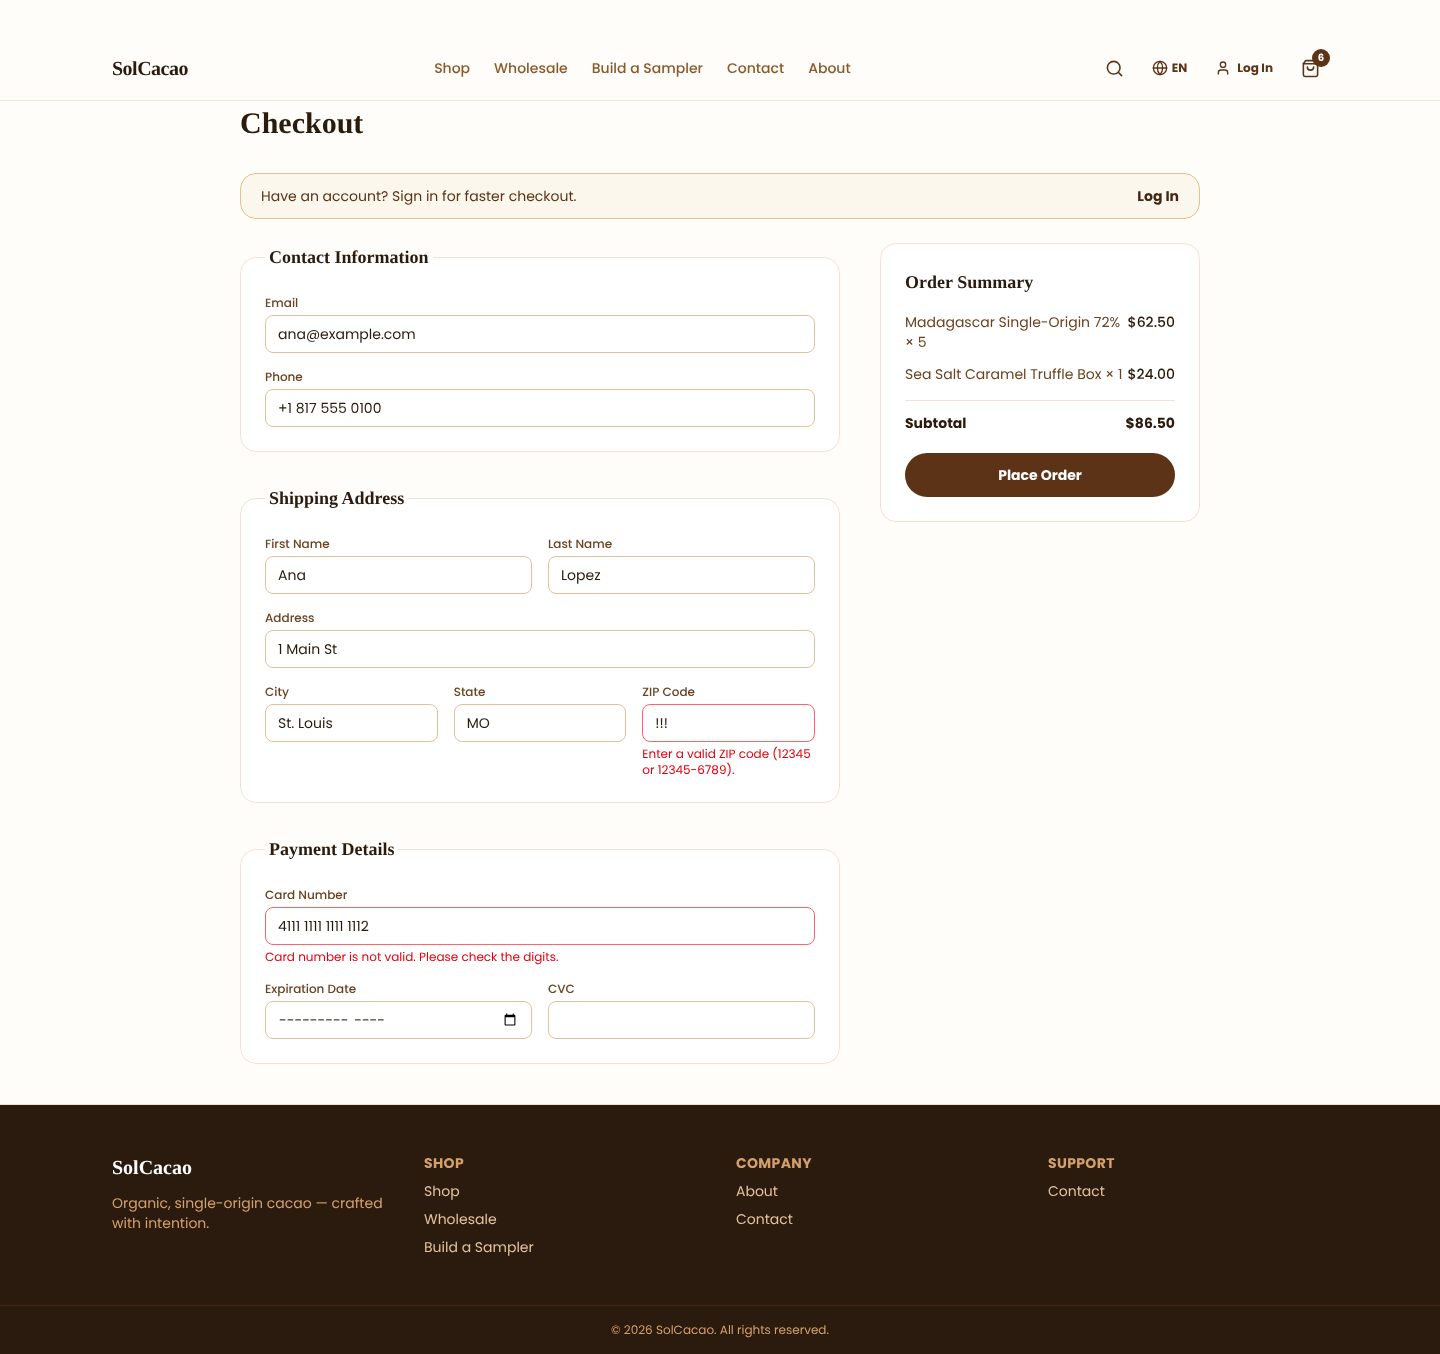 SolCacao
Shop
Wholesale
Build a Sampler
Contact
About
EN
Log In
6
Checkout
Have an account? Sign in for faster checkout.
Log In
Contact Information
Email
ana@example.com
Phone
+1 817 555 0100
Shipping Address
First Name
Last Name
Ana
Lopez
Address
1 Main St
City
State
ZIP Code
St. Louis
MO
!!!
Enter a valid ZIP code (12345
or 12345-6789).
Payment Details
Card Number
4111 1111 1111 1112
Card number is not valid. Please check the digits.
Expiration Date
CVC
--------- ----
Order Summary
Madagascar Single-Origin 72% $62.50
× 5
Sea Salt Caramel Truffle Box × 1 $24.00
Subtotal $86.50
Place Order
SolCacao
Organic, single-origin cacao — crafted
with intention.
SHOP
Shop
Wholesale
Build a Sampler
COMPANY
About
Contact
SUPPORT
Contact
© 2026 SolCacao. All rights reserved.